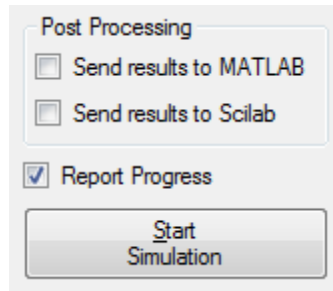 Post Processing
Send results to MATLAB
Send results to Scilab
Report Progress
Start
Simulation